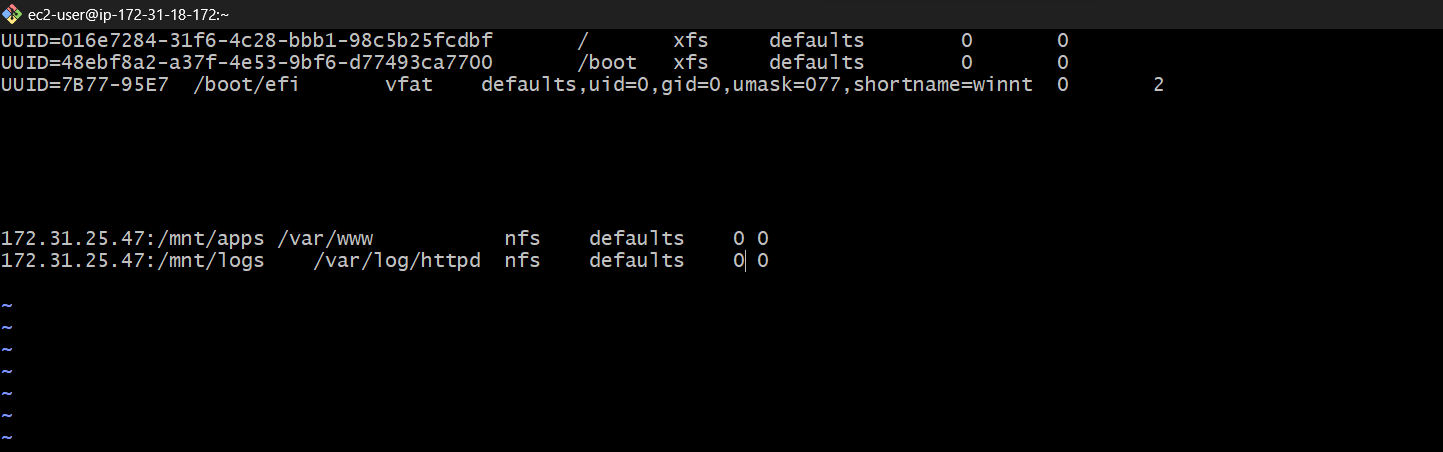 ec2-user@ip-172-31-18-172:~
UUID=016e7284-31f6-4c28-bbb1-98c5b25fcdbf / xfs defaults 0 0
UUID=48ebf8a2-a37f-4e53-9bf6-d77493ca7700 /boot xfs defaults 0 0
UUID=7B77-95E7 /boot/efi vfat defaults,uid=0,gid=0,umask=077,shortname=winnt 0 2
172.31.25.47:/mnt/apps /var/www nfs defaults 0 0
172.31.25.47:/mnt/logs /var/log/httpd nfs defaults 0 0
~
~
~
~
~
~
~